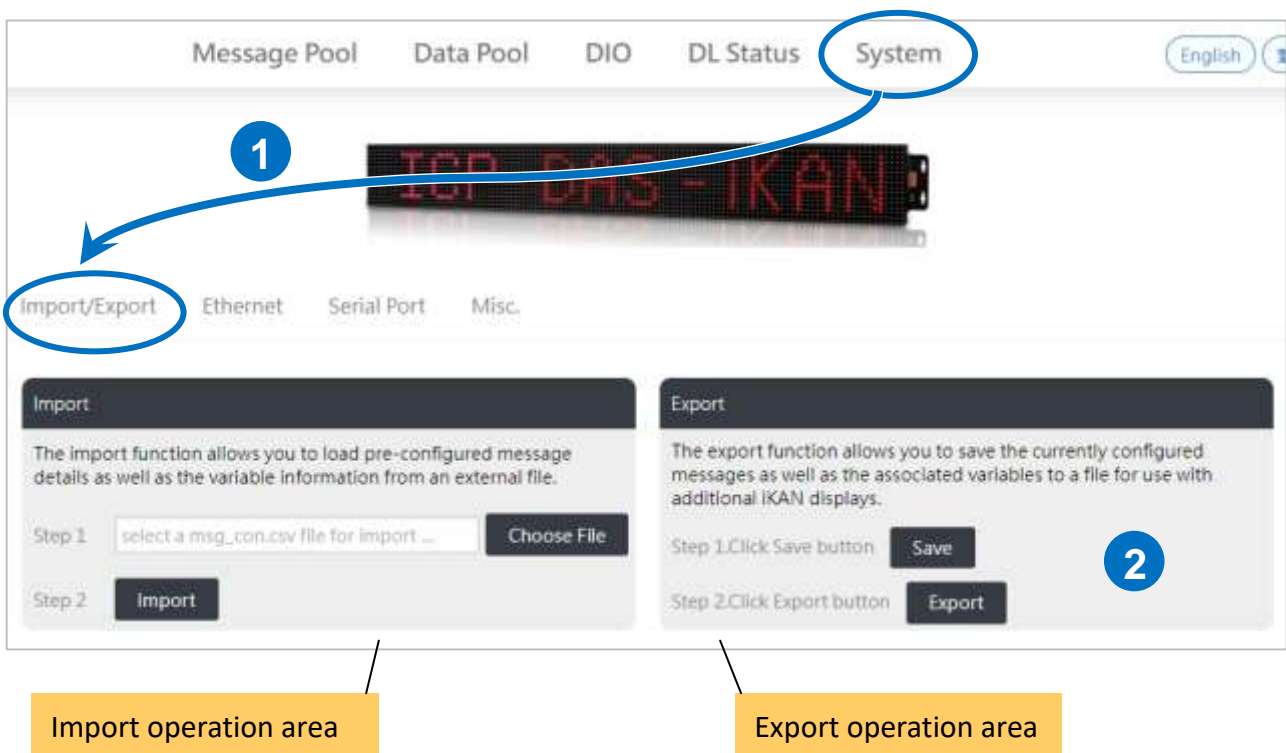 Message Pool Data Pool DIO DL Status System English
1
ICP DAS - iKAN
Import/Export Ethernet Serial Port Misc.
Import
The import function allows you to load pre-configured message
details as well as the variable information from an external file.
Step 1 select a msg_con.csv file for import ... Choose File
Step 2 Import
Export
The export function allows you to save the currently configured
messages as well as the associated variables to a file for use with
additional iKAN displays.
Step 1.Click Save button Save
Step 2.Click Export button Export
2
Import operation area
Export operation area